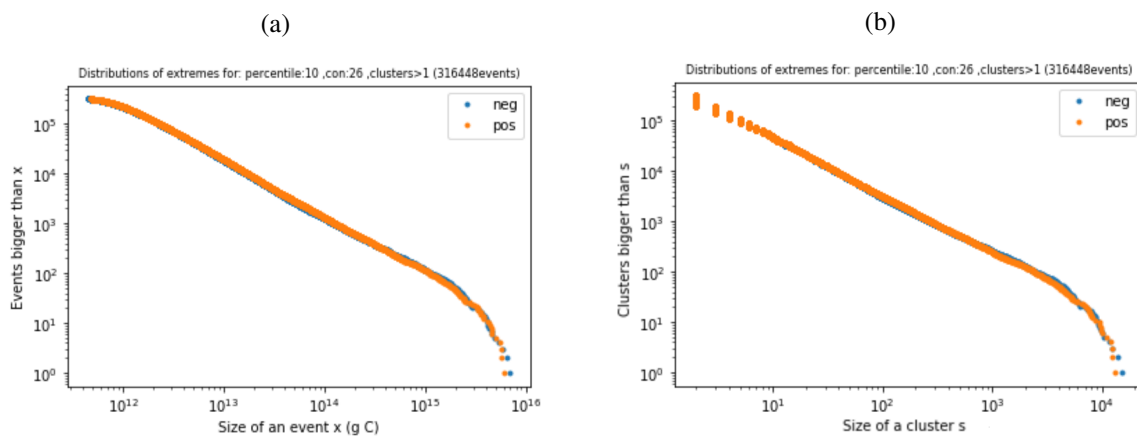 (a)
Distributions of extremes for: percentile:10 ,con:26 ,clusters>1 (316448events)
neg
pos
Events bigger than x
10^5
10^4
10^3
10^2
10^1
10^0
10^12
10^13
10^14
10^15
10^16
Size of an event x (g C)
(b)
Distributions of extremes for: percentile:10 ,con:26 ,clusters>1 (316448events)
neg
pos
Clusters bigger than s
10^5
10^4
10^3
10^2
10^1
10^0
10^1
10^2
10^3
10^4
Size of a cluster s